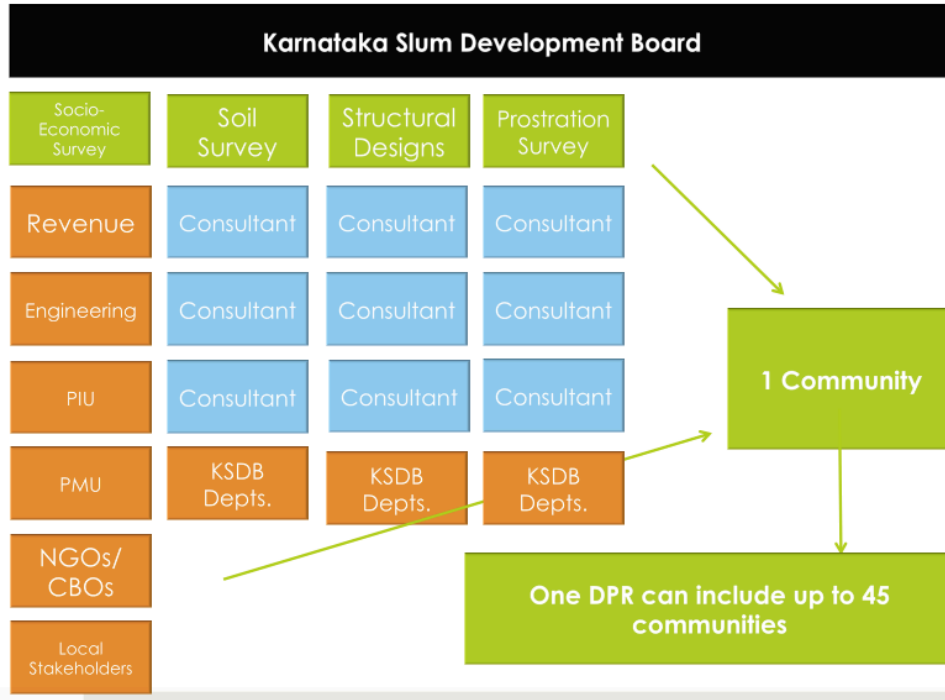 Karnataka Slum Development Board
Socio-
Economic
Survey
Soil
Survey
Structural
Designs
Prostration
Survey
Revenue
Consultant
Consultant
Consultant
Engineering
Consultant
Consultant
Consultant
PIU
Consultant
Consultant
Consultant
PMU
KSDB
Depts.
KSDB
Depts.
KSDB
Depts.
NGOs/
CBOs
Local
Stakeholders
1 Community
One DPR can include up to 45
communities